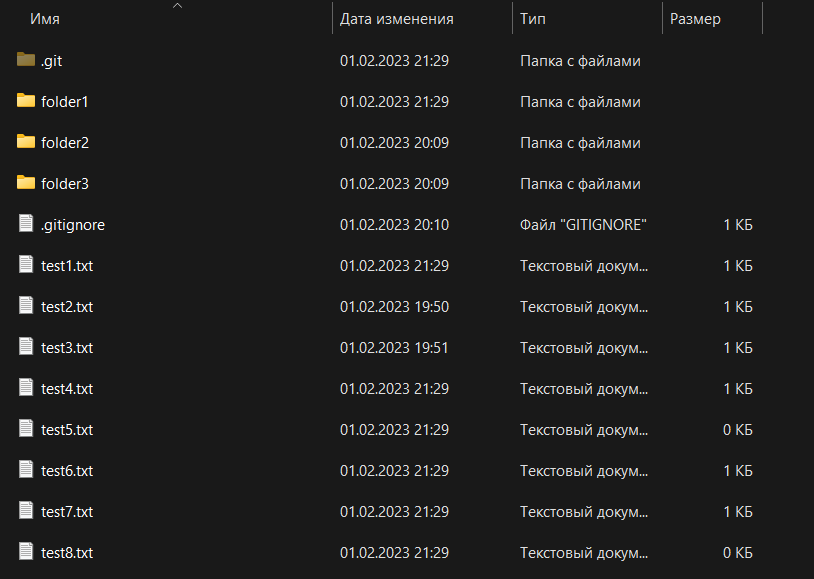 Имя Дата изменения Тип Размер
.git 01.02.2023 21:29 Папка с файлами
folder1 01.02.2023 21:29 Папка с файлами
folder2 01.02.2023 20:09 Папка с файлами
folder3 01.02.2023 20:09 Папка с файлами
.gitignore 01.02.2023 20:10 Файл "GITIGNORE" 1 КБ
test1.txt 01.02.2023 21:29 Текстовый докум... 1 КБ
test2.txt 01.02.2023 19:50 Текстовый докум... 1 КБ
test3.txt 01.02.2023 19:51 Текстовый докум... 1 КБ
test4.txt 01.02.2023 21:29 Текстовый докум... 1 КБ
test5.txt 01.02.2023 21:29 Текстовый докум... 0 КБ
test6.txt 01.02.2023 21:29 Текстовый докум... 1 КБ
test7.txt 01.02.2023 21:29 Текстовый докум... 1 КБ
test8.txt 01.02.2023 21:29 Текстовый докум... 0 КБ